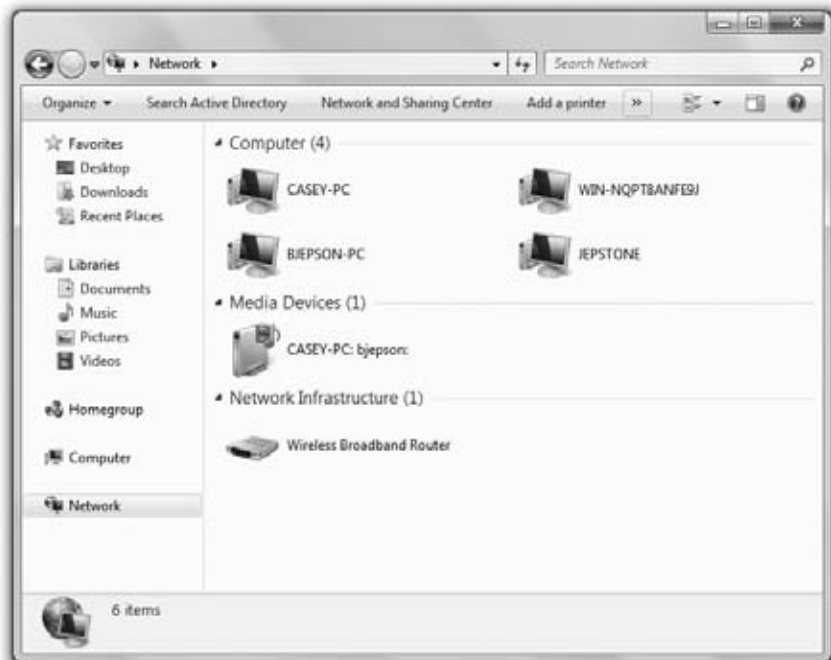 Network
Search Network
Organize Search Active Directory Network and Sharing Center Add a printer »
Favorites
Desktop
Downloads
Recent Places
Libraries
Documents
Music
Pictures
Videos
Homegroup
Computer
Network
Computer (4)
CASEY-PC WIN-NQPT8ANFE9J
BJEPSON-PC JEPSTONE
Media Devices (1)
CASEY-PC: bjepson:
Network Infrastructure (1)
Wireless Broadband Router
6 items